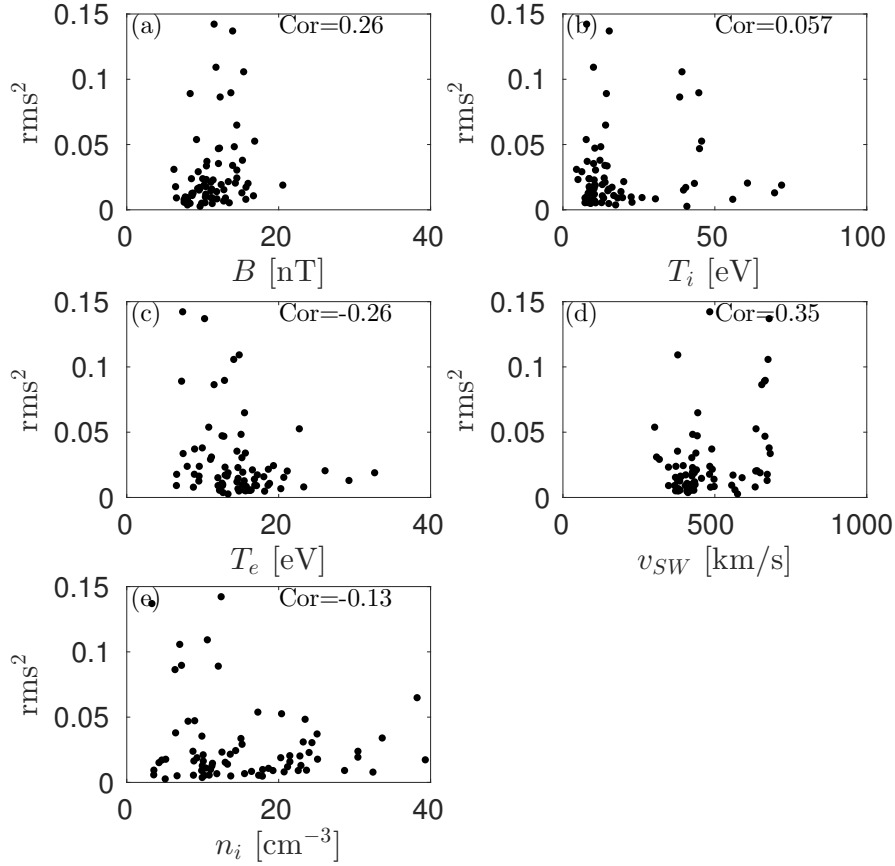 (a) Cor=0.26
0.15
0.1
0.05
0
rms²
0 20 40
B [nT]
(b) Cor=0.057
0.15
0.1
0.05
0
rms²
0 50 100
T_i [eV]
(c) Cor=-0.26
0.15
0.1
0.05
0
rms²
0 20 40
T_e [eV]
(d) Cor=0.35
0.15
0.1
0.05
0
rms²
0 500 1000
v_{SW} [km/s]
(e) Cor=-0.13
0.15
0.1
0.05
0
rms²
0 20 40
n_i [cm⁻³]